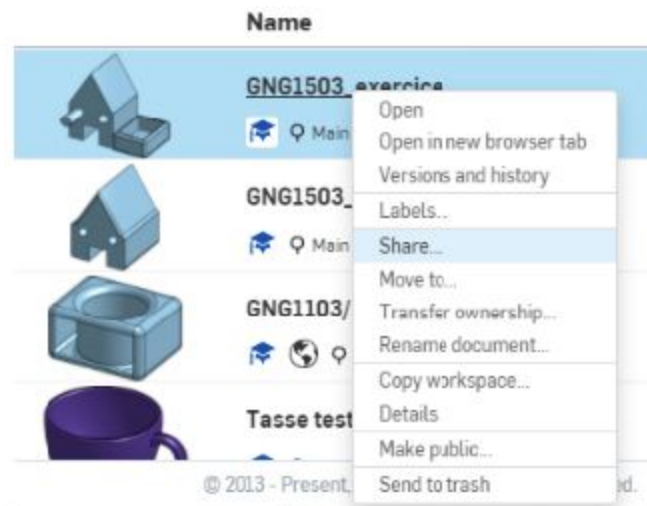 Name
GNG1503_exercice
Main
Open
Open in new browser tab
Versions and history
GNG1503_
Labels...
Main
Share...
Move to...
GNG1103/
Transfer ownership...
Rename document...
Copy workspace...
Tasse test
Details
Make public...
© 2013 - Present,
Send to trash
ed.